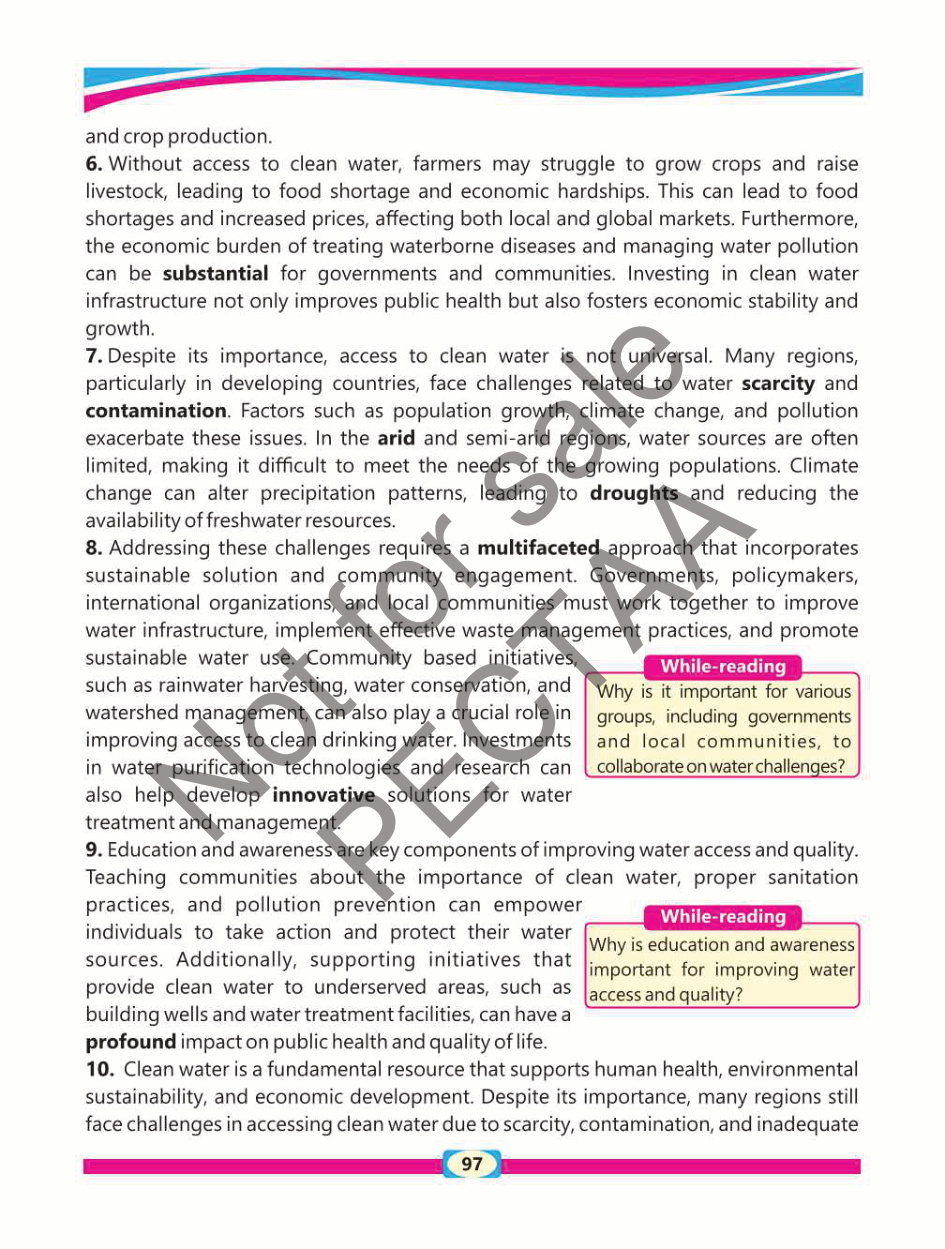 and crop production.
6. Without access to clean water, farmers may struggle to grow crops and raise
livestock, leading to food shortage and economic hardships. This can lead to food
shortages and increased prices, affecting both local and global markets. Furthermore,
the economic burden of treating waterborne diseases and managing water pollution
can be substantial for governments and communities. Investing in clean water
infrastructure not only improves public health but also fosters economic stability and
growth.
7. Despite its importance, access to clean water is not universal. Many regions,
particularly in developing countries, face challenges related to water scarcity and
contamination. Factors such as population growth, climate change, and pollution
exacerbate these issues. In the arid and semi-arid regions, water sources are often
limited, making it difficult to meet the needs of the growing populations. Climate
change can alter precipitation patterns, leading to droughts and reducing the
availability of freshwater resources.
8. Addressing these challenges requires a multifaceted approach that incorporates
sustainable solution and community engagement. Governments, policymakers,
international organizations, and local communities must work together to improve
water infrastructure, implement effective waste management practices, and promote
sustainable water use. Community based initiatives,
such as rainwater harvesting, water conservation, and
watershed management, can also play a crucial role in
improving access to clean drinking water. Investments
in water purification technologies and research can
also help develop innovative solutions for water
treatment and management.
While-reading
Why is it important for various
groups, including governments
and local communities, to
collaborate on water challenges?
9. Education and awareness are key components of improving water access and quality.
Teaching communities about the importance of clean water, proper sanitation
practices, and pollution prevention can empower
individuals to take action and protect their water
sources. Additionally, supporting initiatives that
provide clean water to underserved areas, such as
building wells and water treatment facilities, can have a
profound impact on public health and quality of life.
While-reading
Why is education and awareness
important for improving water
access and quality?
10. Clean water is a fundamental resource that supports human health, environmental
sustainability, and economic development. Despite its importance, many regions still
face challenges in accessing clean water due to scarcity, contamination, and inadequate
97
Not for sale
PECTAA